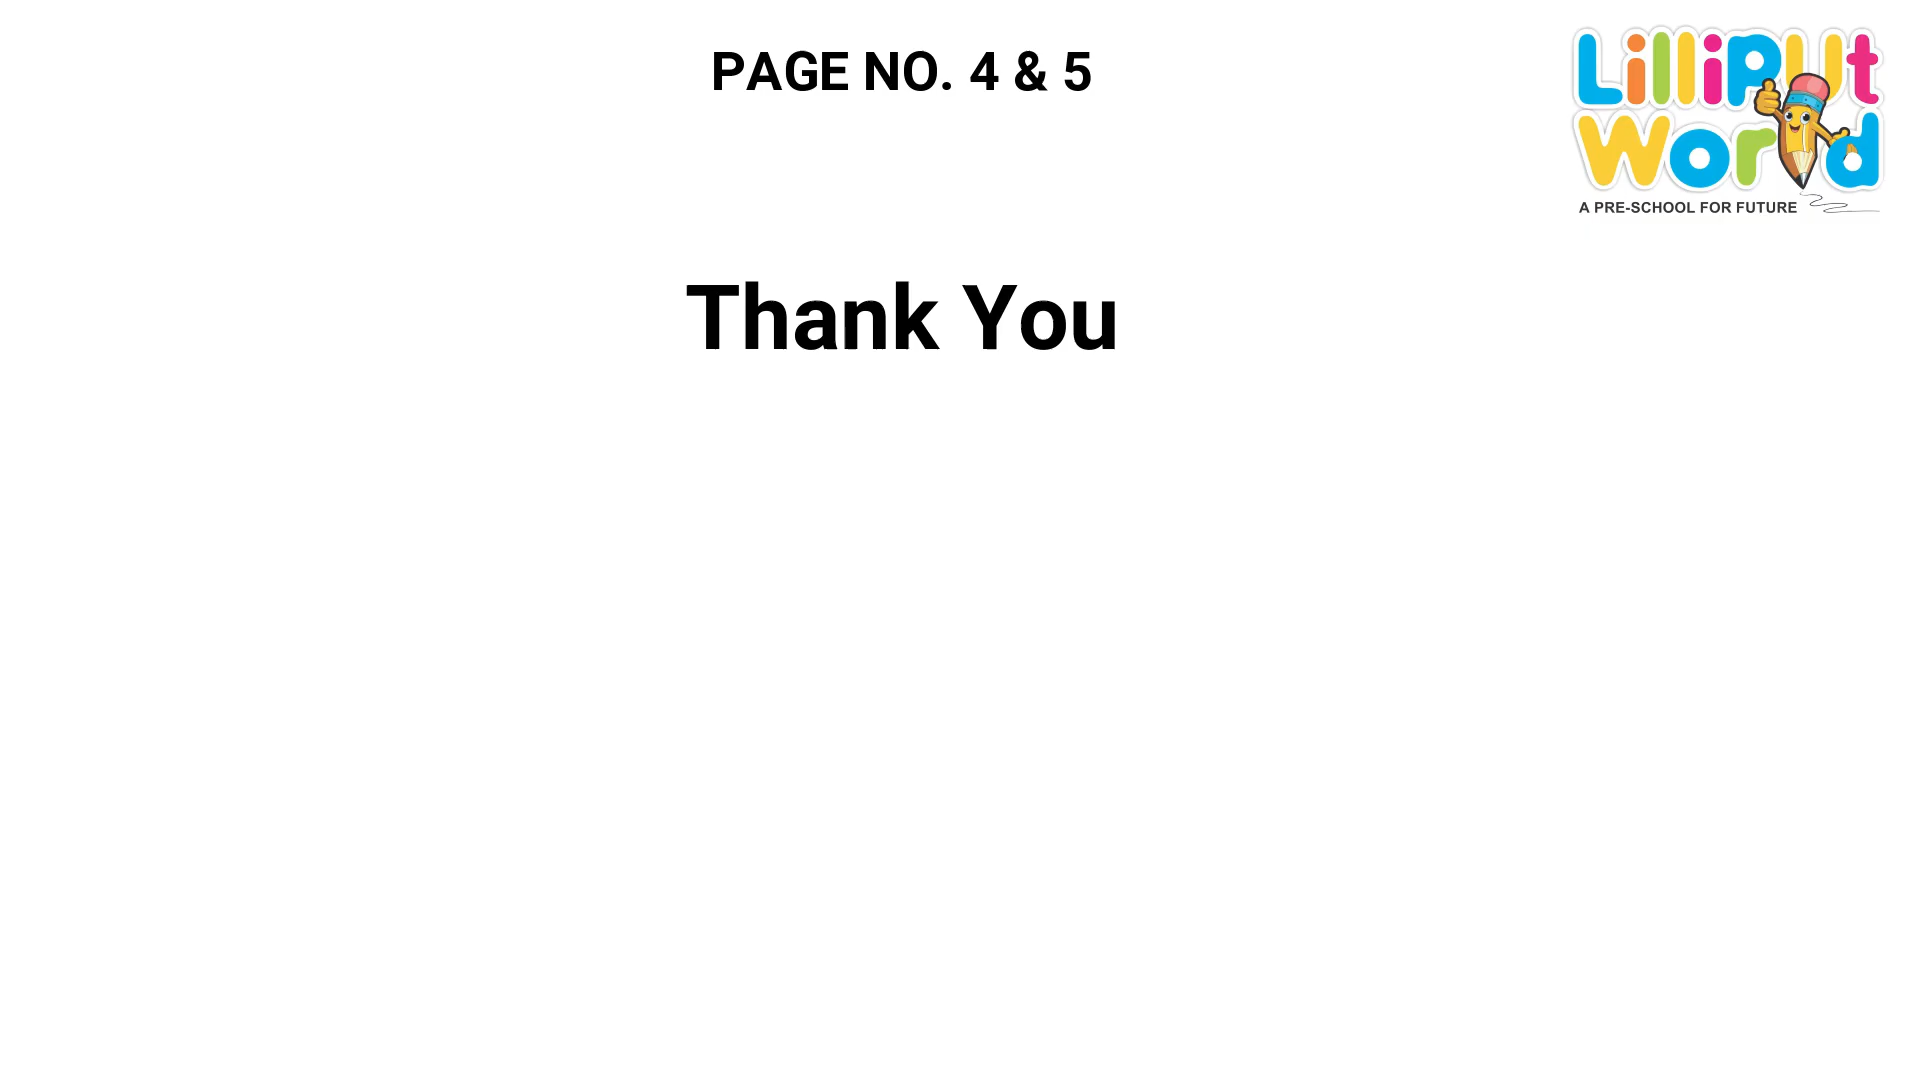 PAGE NO. 4 & 5
Lilliput
World
A PRE-SCHOOL FOR FUTURE
Thank You